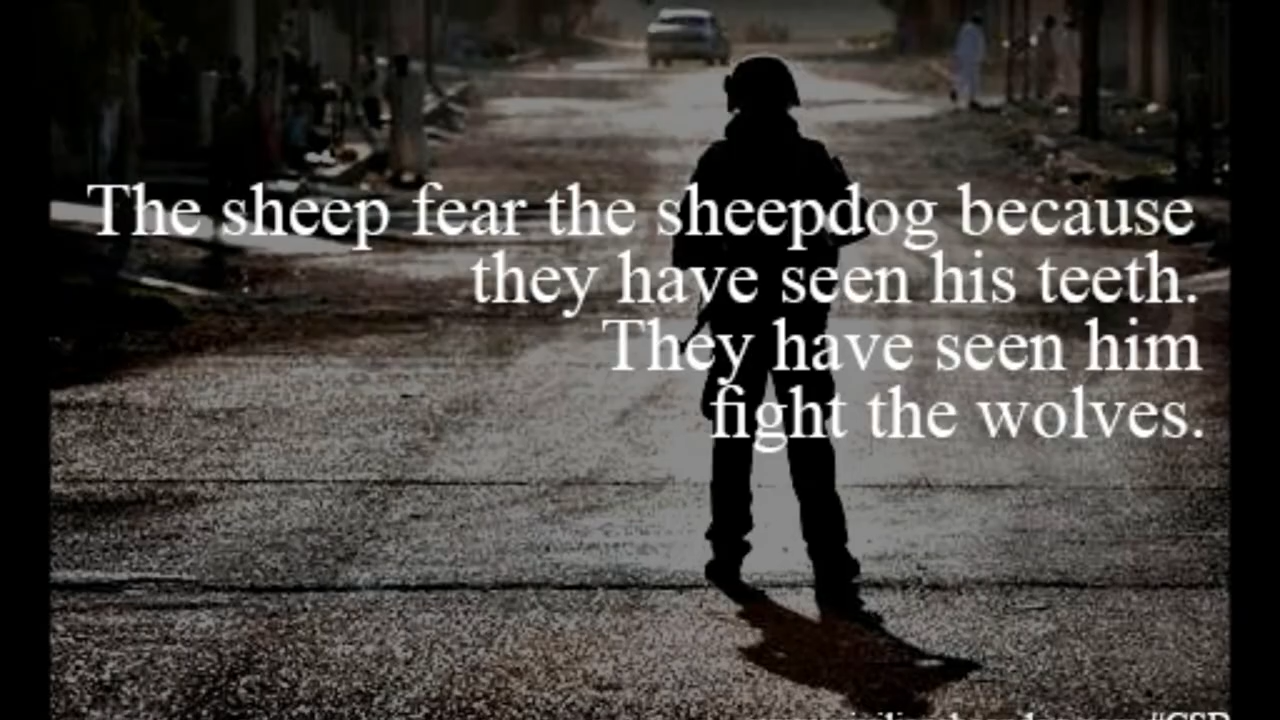 The sheep fear the sheepdog because
they have seen his teeth.
They have seen him
fight the wolves.